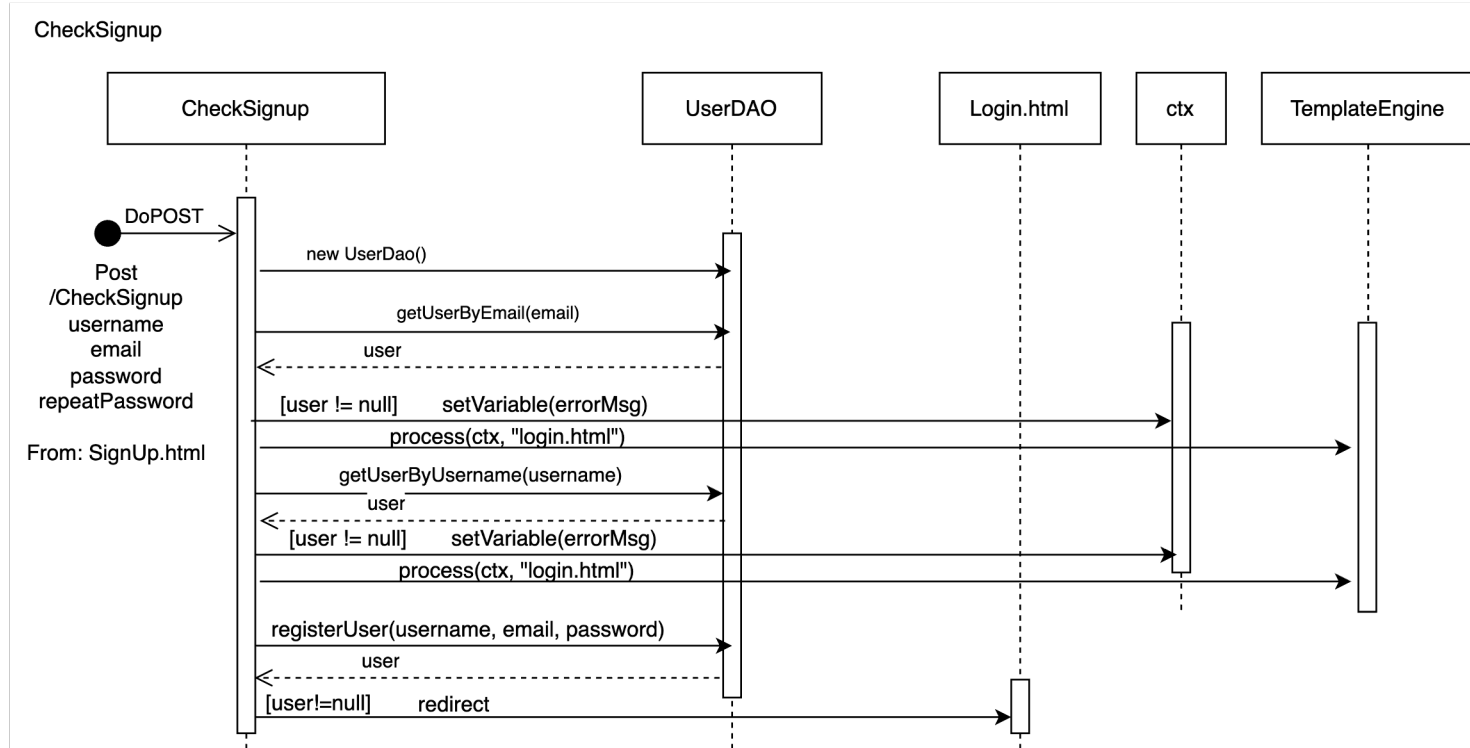 CheckSignup
CheckSignup
UserDAO
Login.html
ctx
TemplateEngine
DoPOST
Post
/CheckSignup
username
email
password
repeatPassword
From: SignUp.html
new UserDao()
getUserByEmail(email)
user
[user != null] setVariable(errorMsg)
process(ctx, "login.html")
getUserByUsername(username)
user
[user != null] setVariable(errorMsg)
process(ctx, "login.html")
registerUser(username, email, password)
user
[user!=null] redirect